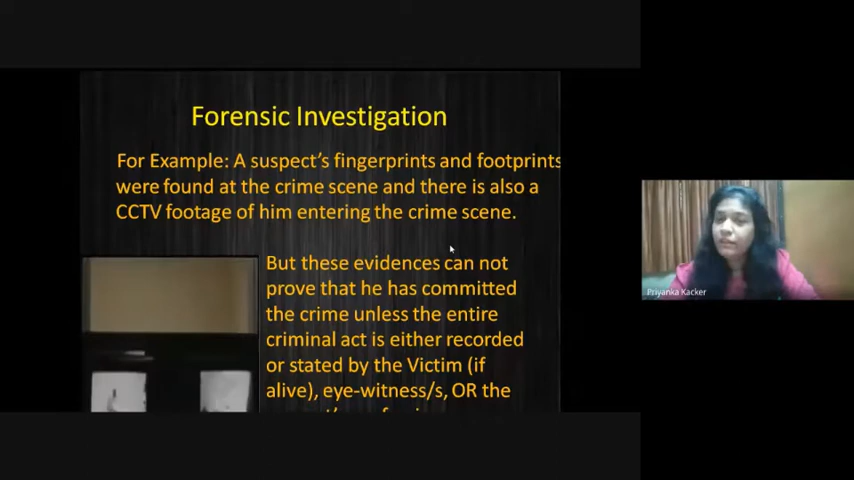 Forensic Investigation
For Example: A suspect's fingerprints and footprints
were found at the crime scene and there is also a
CCTV footage of him entering the crime scene.
But these evidences can not
prove that he has committed
the crime unless the entire
criminal act is either recorded
or stated by the Victim (if
alive), eye-witness/s, OR the
Priyanka Kacker